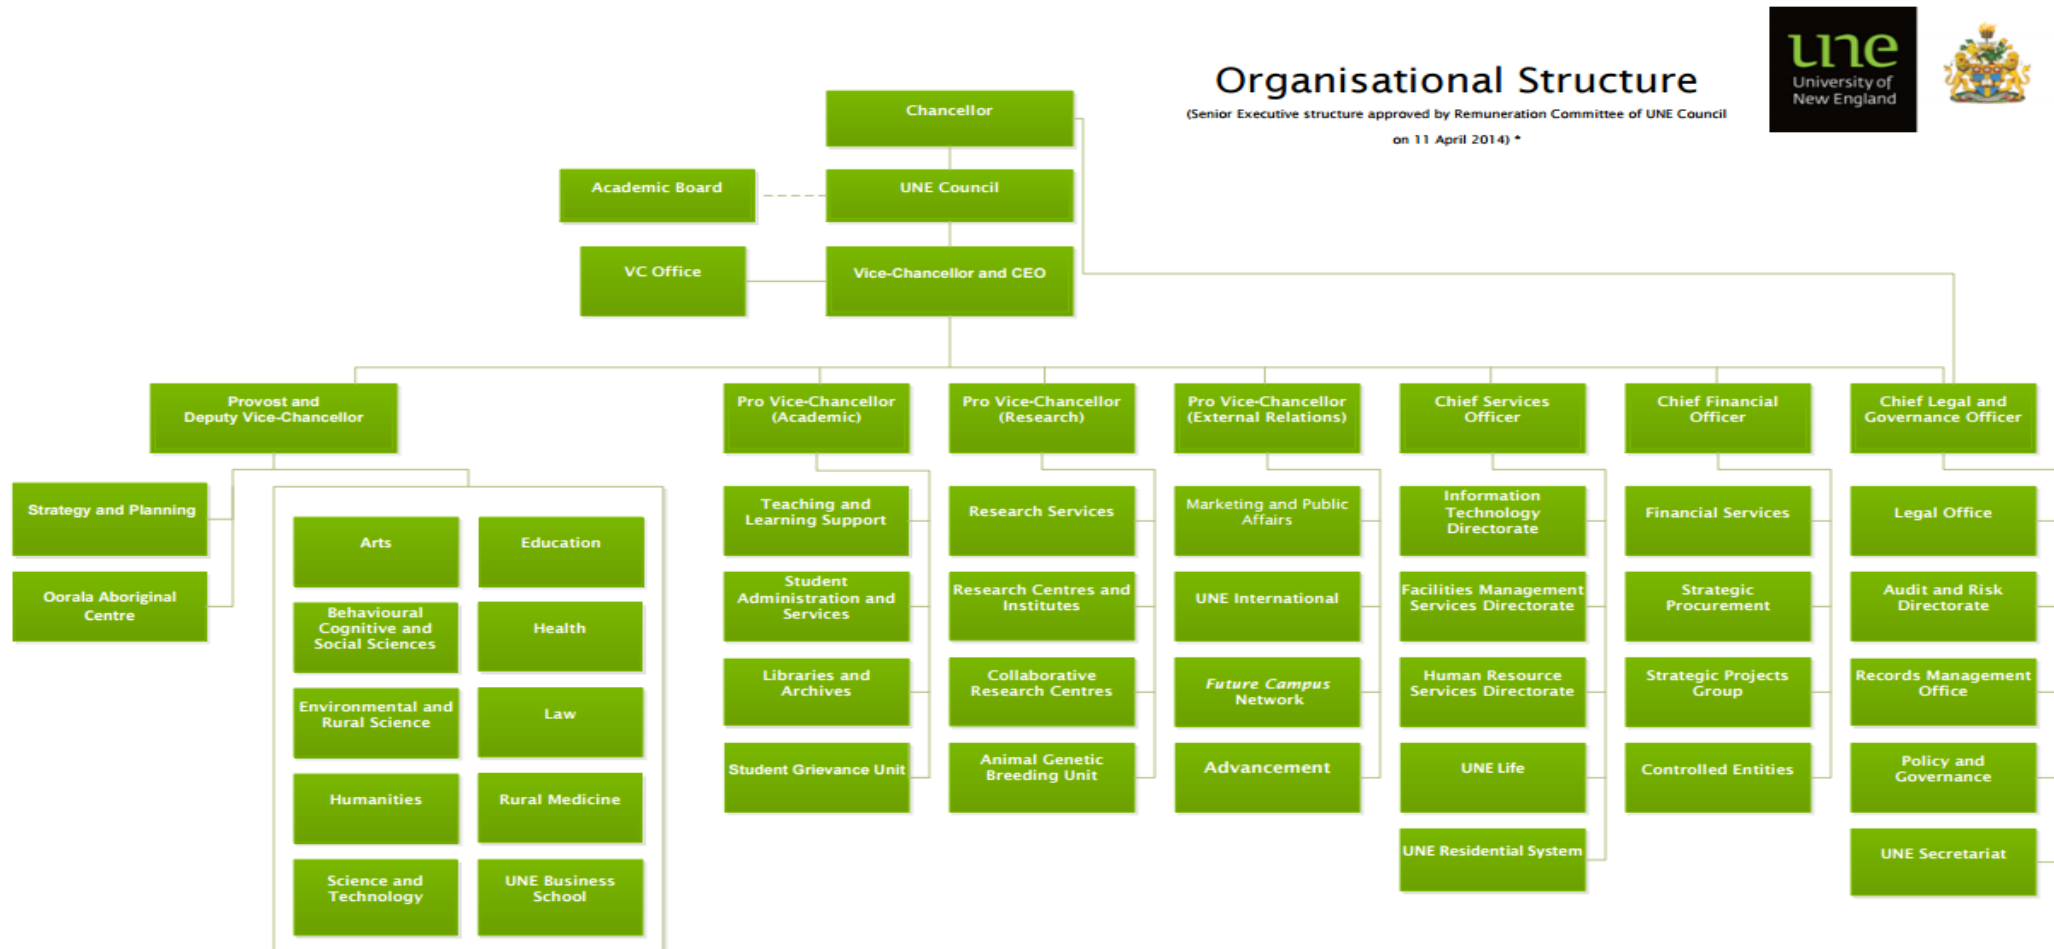 une
University of
New England
Organisational Structure
(Senior Executive structure approved by Remuneration Committee of UNE Council
on 11 April 2014) *
Chancellor
Academic Board
UNE Council
VC Office
Vice-Chancellor and CEO
Provost and
Deputy Vice-Chancellor
Pro Vice-Chancellor
(Academic)
Pro Vice-Chancellor
(Research)
Pro Vice-Chancellor
(External Relations)
Chief Services
Officer
Chief Financial
Officer
Chief Legal and
Governance Officer
Strategy and Planning
Oorala Aboriginal
Centre
Arts
Education
Behavioural
Cognitive and
Social Sciences
Health
Environmental and
Rural Science
Law
Humanities
Rural Medicine
Science and
Technology
UNE Business
School
Teaching and
Learning Support
Student
Administration and
Services
Libraries and
Archives
Student Grievance Unit
Research Services
Research Centres and
Institutes
Collaborative
Research Centres
Animal Genetic
Breeding Unit
Marketing and Public
Affairs
UNE International
Future Campus
Network
Advancement
Information
Technology
Directorate
Facilities Management
Services Directorate
Human Resource
Services Directorate
UNE Life
UNE Residential System
Financial Services
Strategic
Procurement
Strategic Projects
Group
Controlled Entities
Legal Office
Audit and Risk
Directorate
Records Management
Office
Policy and
Governance
UNE Secretariat